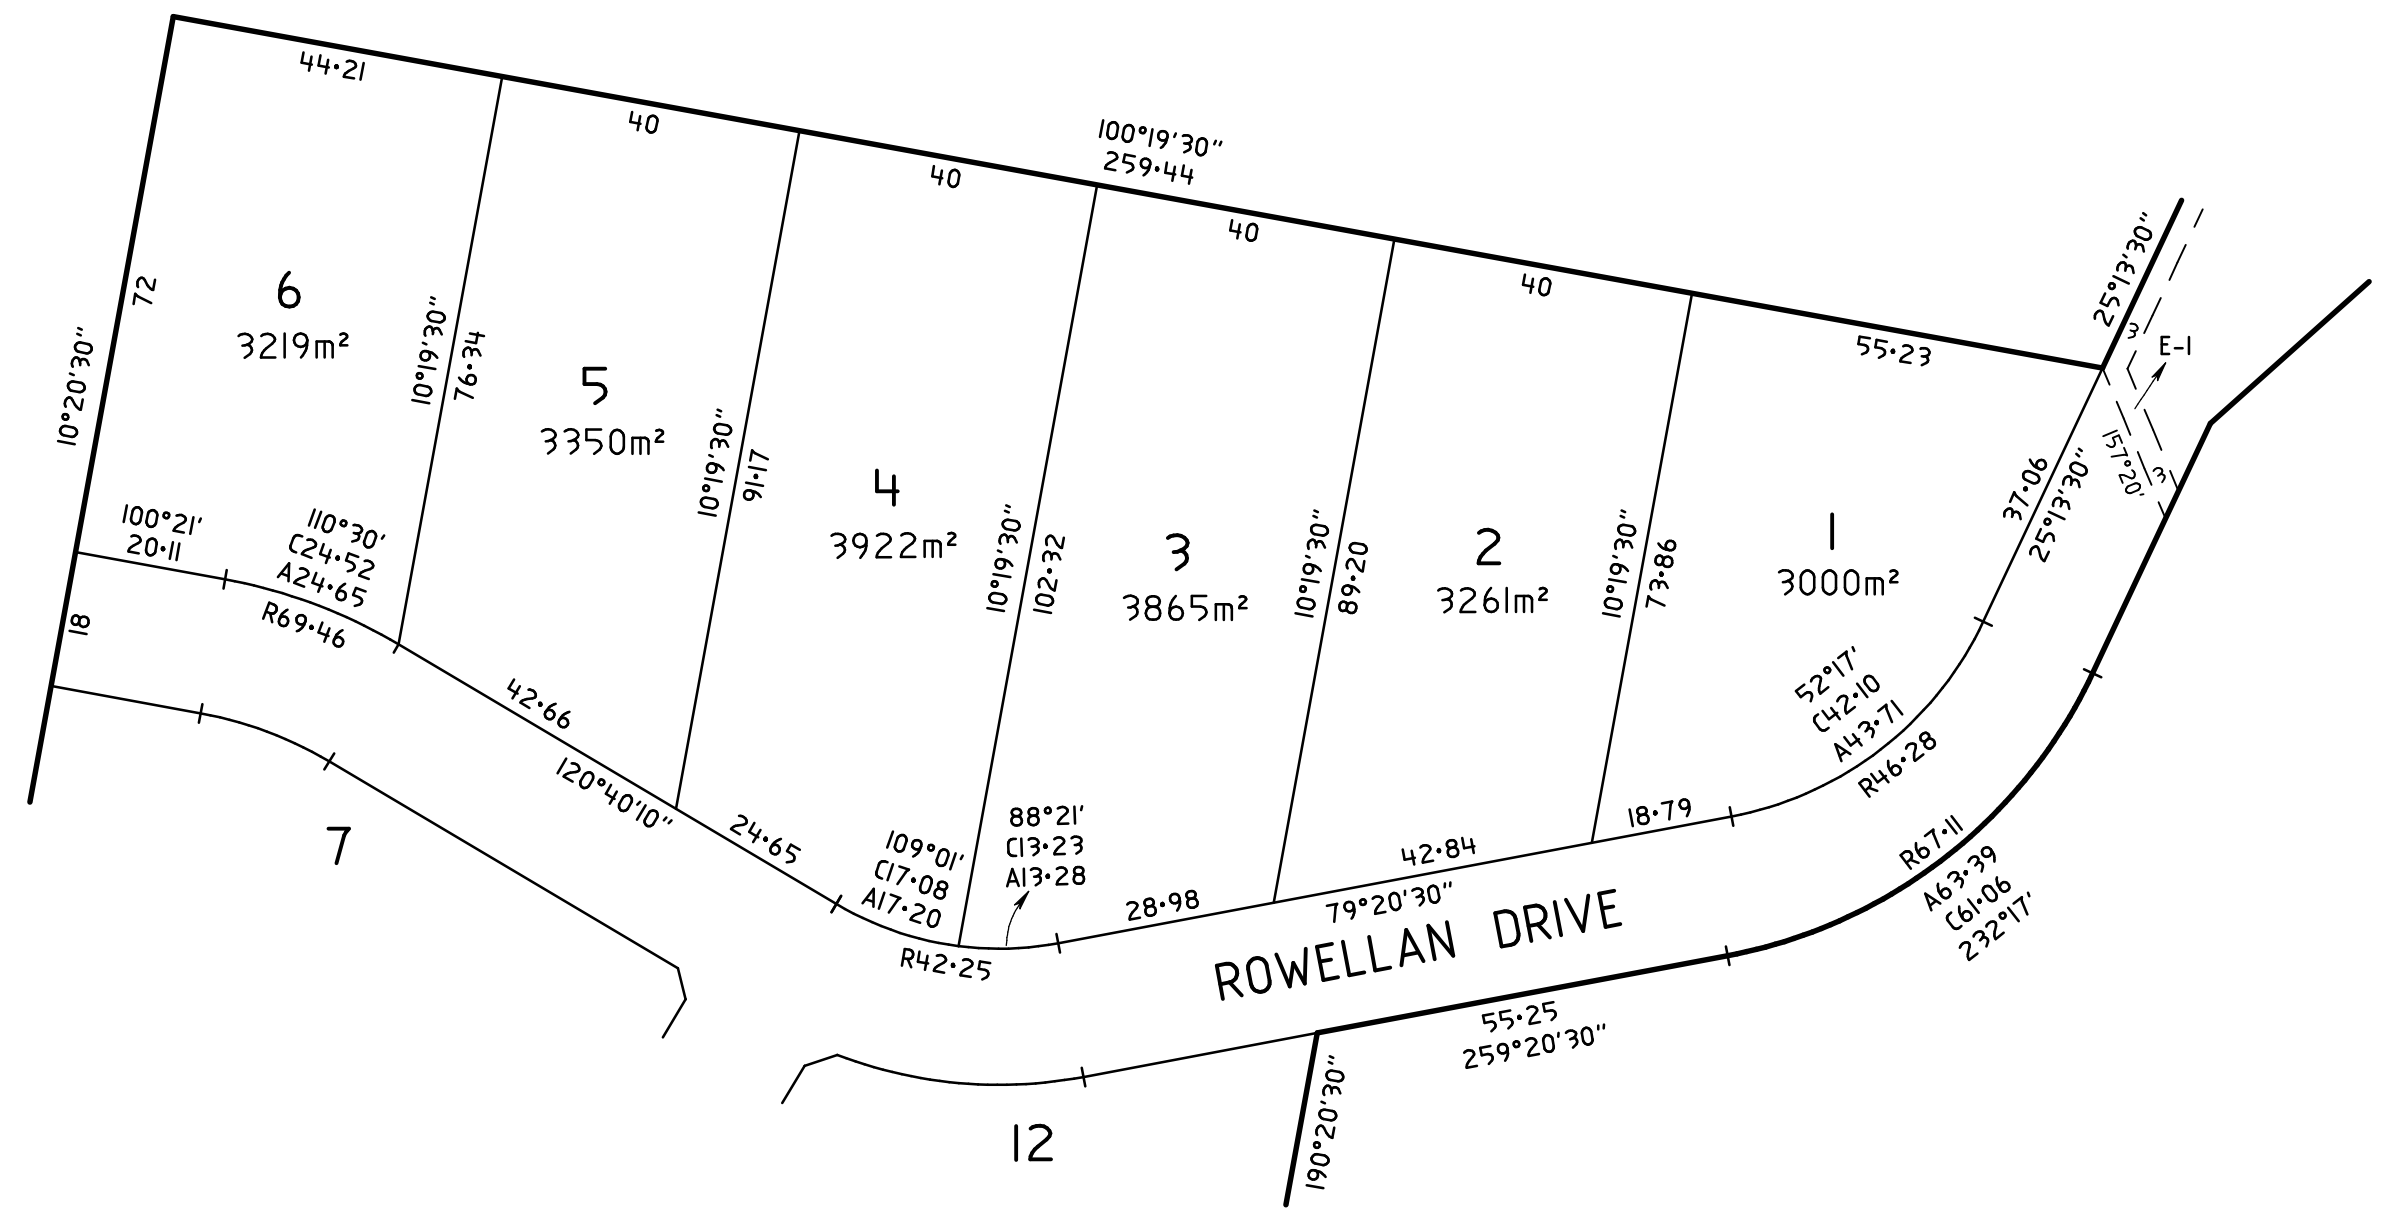 44·21
40
100°19'30"
259·44
40
40
40
55·23
25°13'30"
3
E-1
157°20'
3
72
10°20'30"
6
3219m²
10°19'30"
76·34
5
3350m²
10°19'30"
91·17
4
3922m²
10°19'30"
102·32
3
3865m²
10°19'30"
89·20
2
3261m²
10°19'30"
73·86
1
3000m²
37·06
25°13'30"
100°21'
20·11
110°30'
C24·52
A24·65
R69·46
18
42·66
120°40'10"
24·65
109°01'
C17·08
A17·20
R42·25
88°21'
C13·23
A13·28
28·98
42·84
79°20'30"
18·79
52°17'
C42·10
A43·71
R46·28
R67·11
A63·39
C61·06
232°17'
ROWELLAN DRIVE
55·25
259°20'30"
190°20'30"
7
12